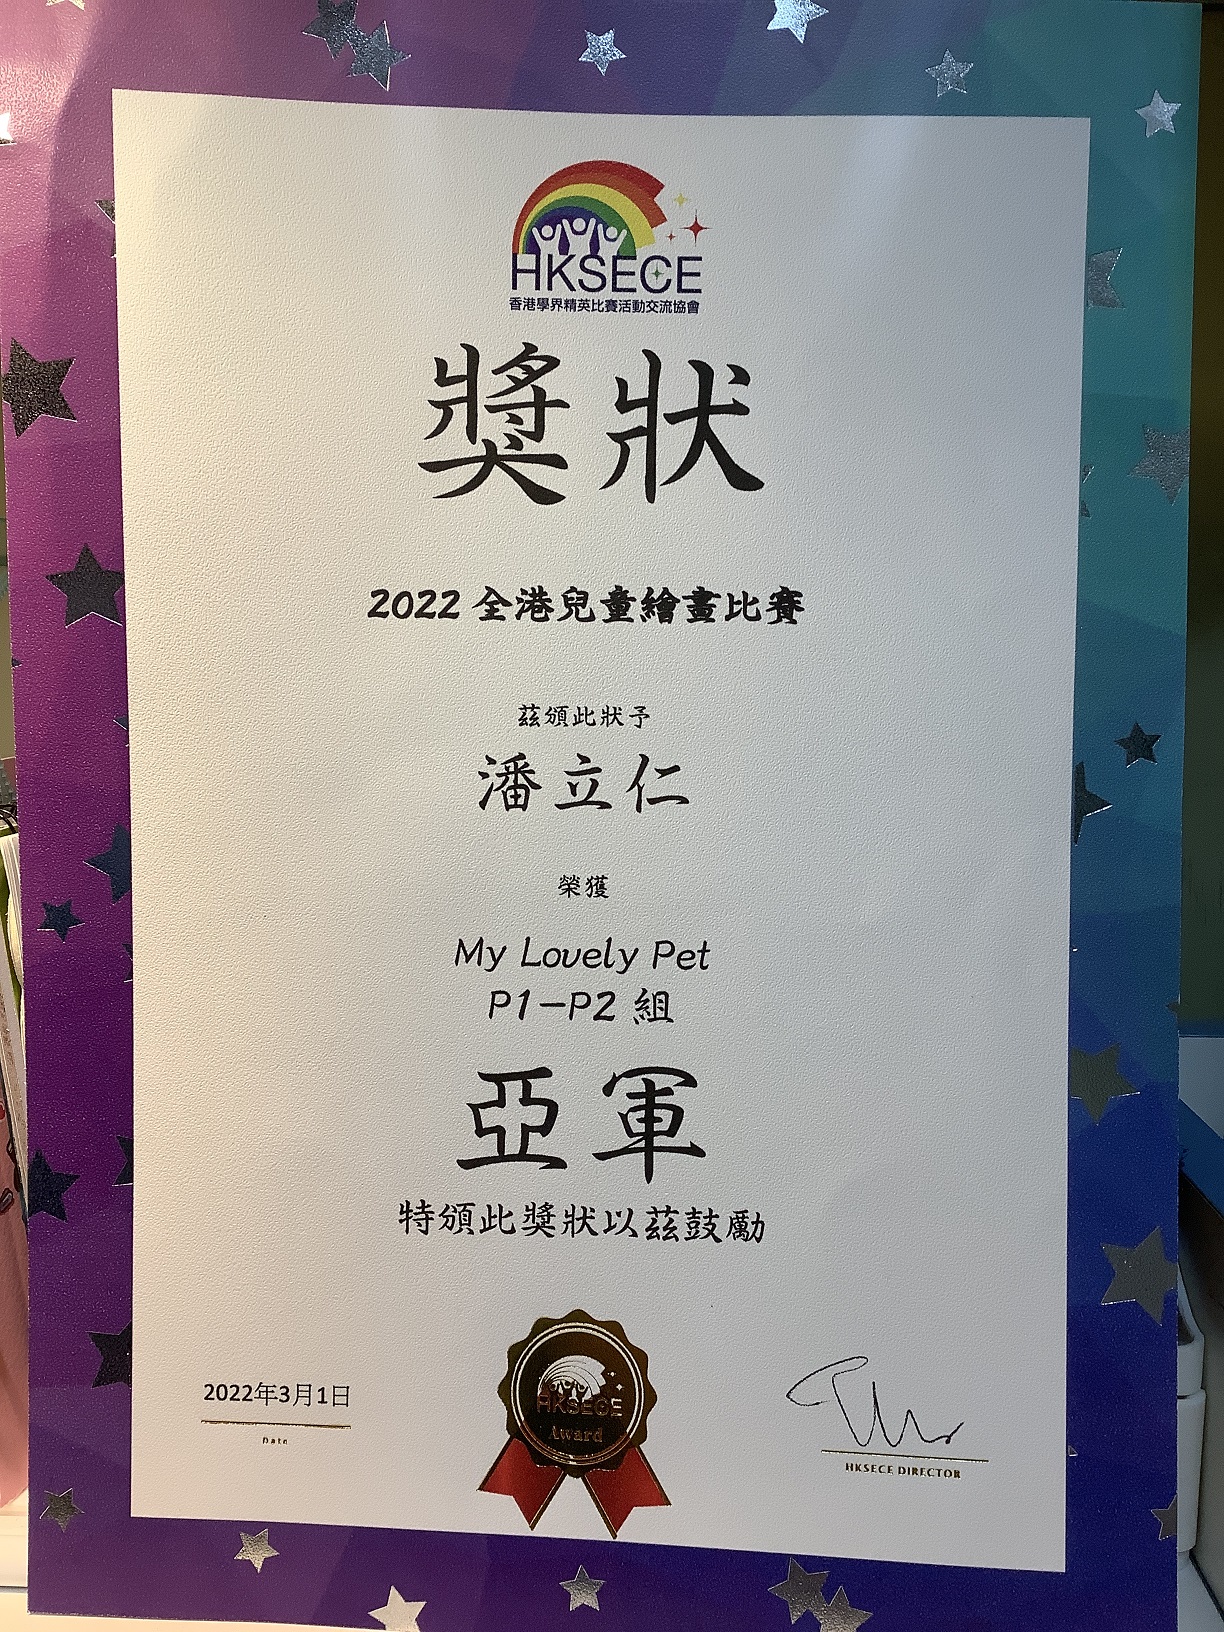 HKSECE
香港學界精英比賽活動交流協會
獎狀
2022 全港兒童繪畫比賽
茲頒此狀予
潘立仁
榮獲
My Lovely Pet
P1-P2 組
亞軍
特頒此獎狀以茲鼓勵
2022年3月1日
Date
HKSECE
Award
HKSECE DIRECTOR